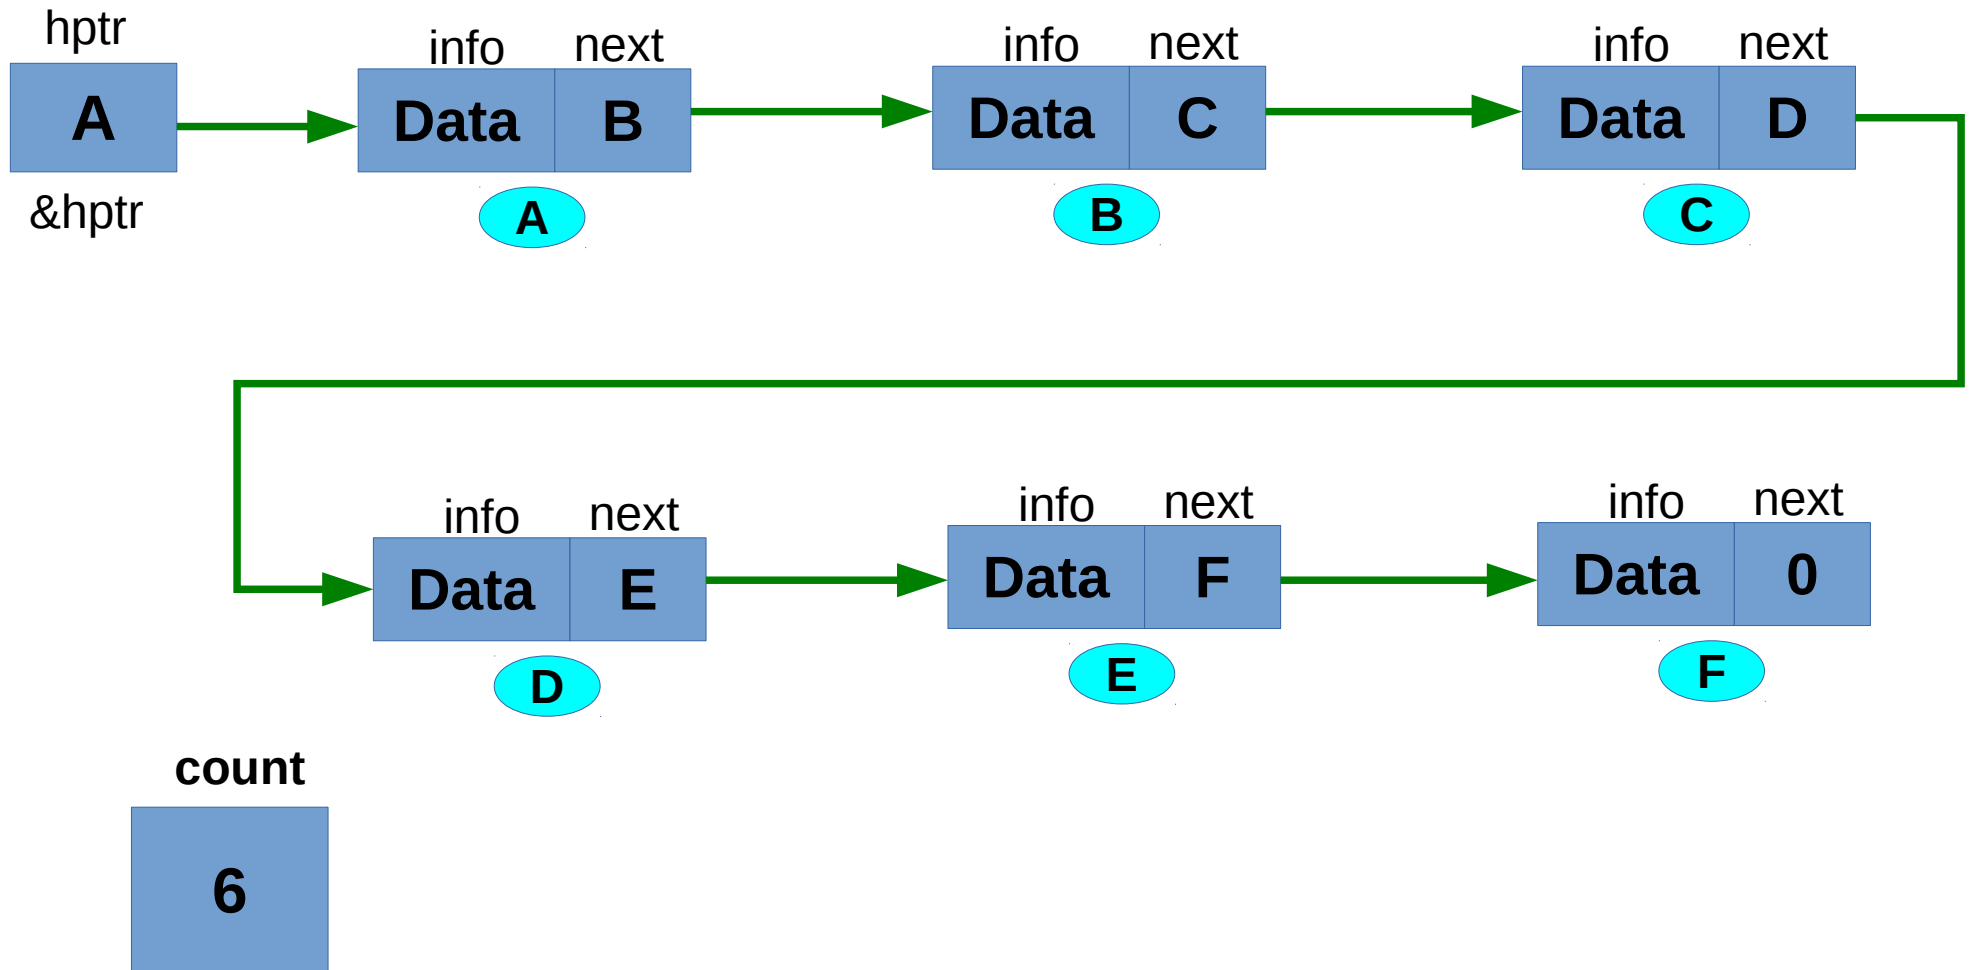 hptr
info next
info next
info next
A
Data B
Data C
Data D
&hptr
A
B
C
info next
info next
info next
Data E
Data F
Data 0
D
E
F
count
6